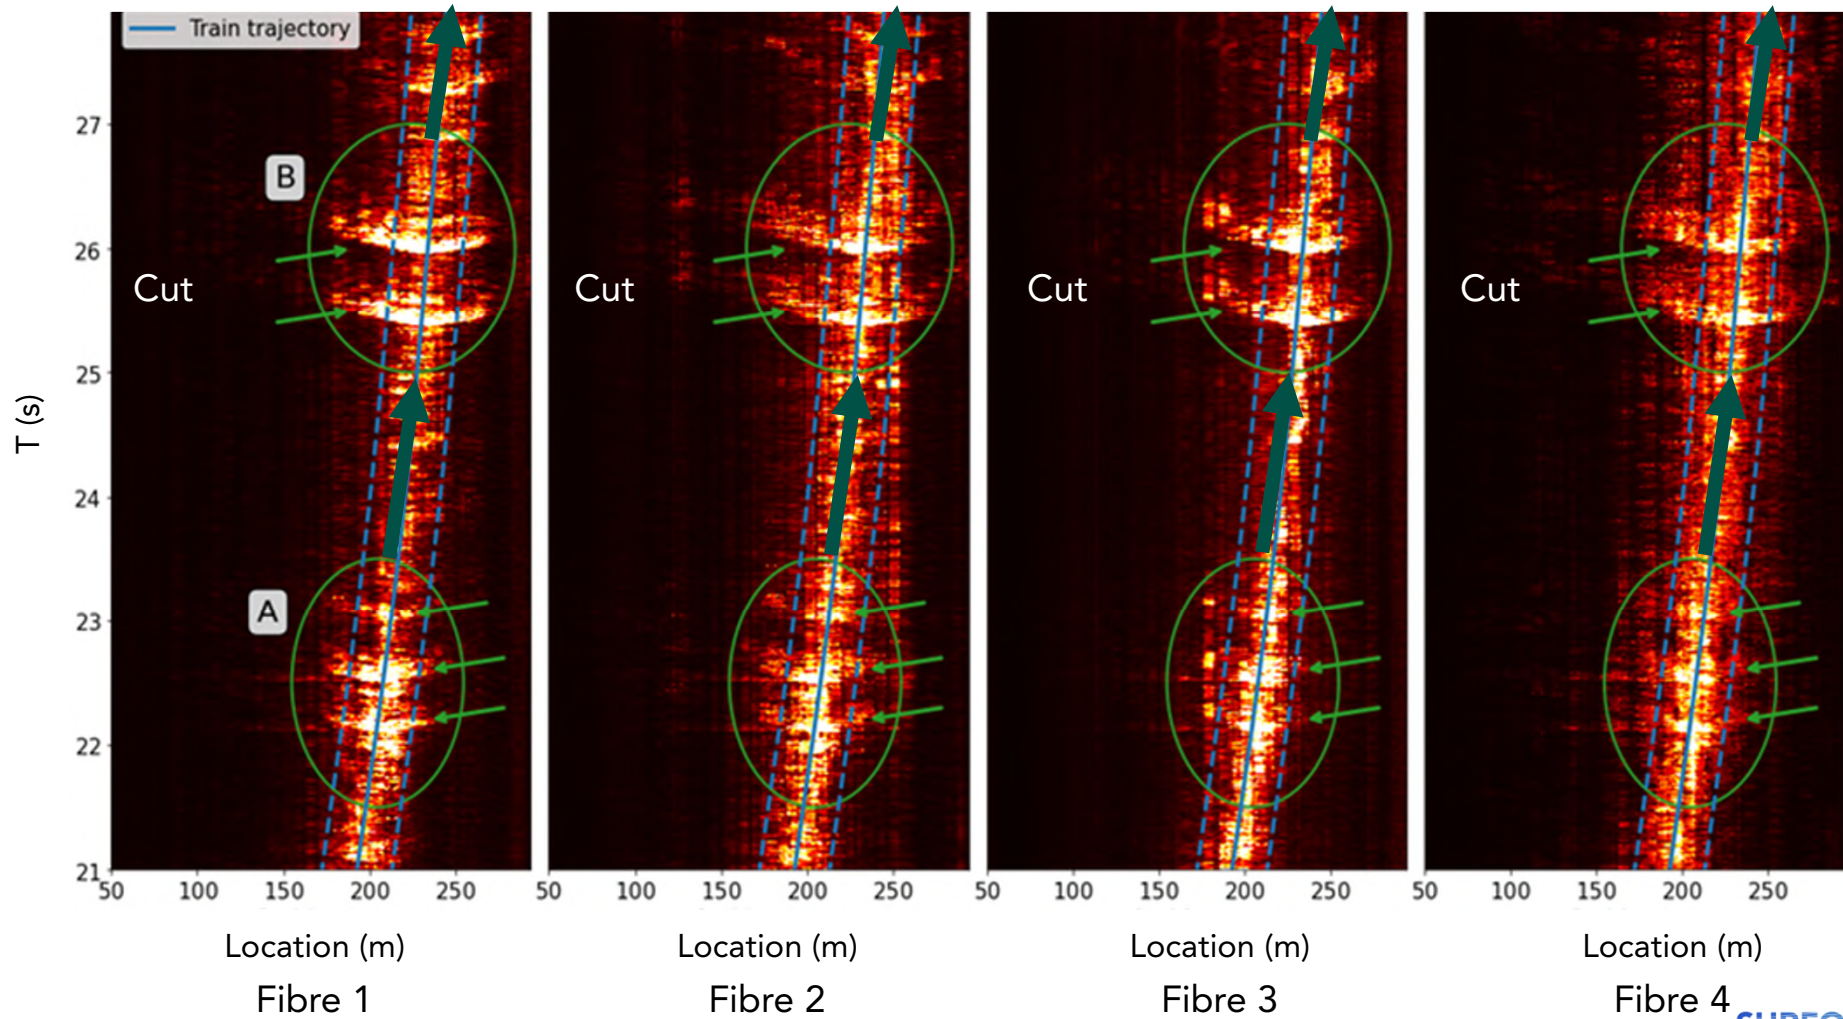 Train trajectory
27
26
25
24
23
22
21
T (s)
B
A
Cut
Cut
Cut
Cut
50 100 150 200 250
50 100 150 200 250
50 100 150 200 250
50 100 150 200 250
Location (m)
Location (m)
Location (m)
Location (m)
Fibre 1
Fibre 2
Fibre 3
Fibre 4